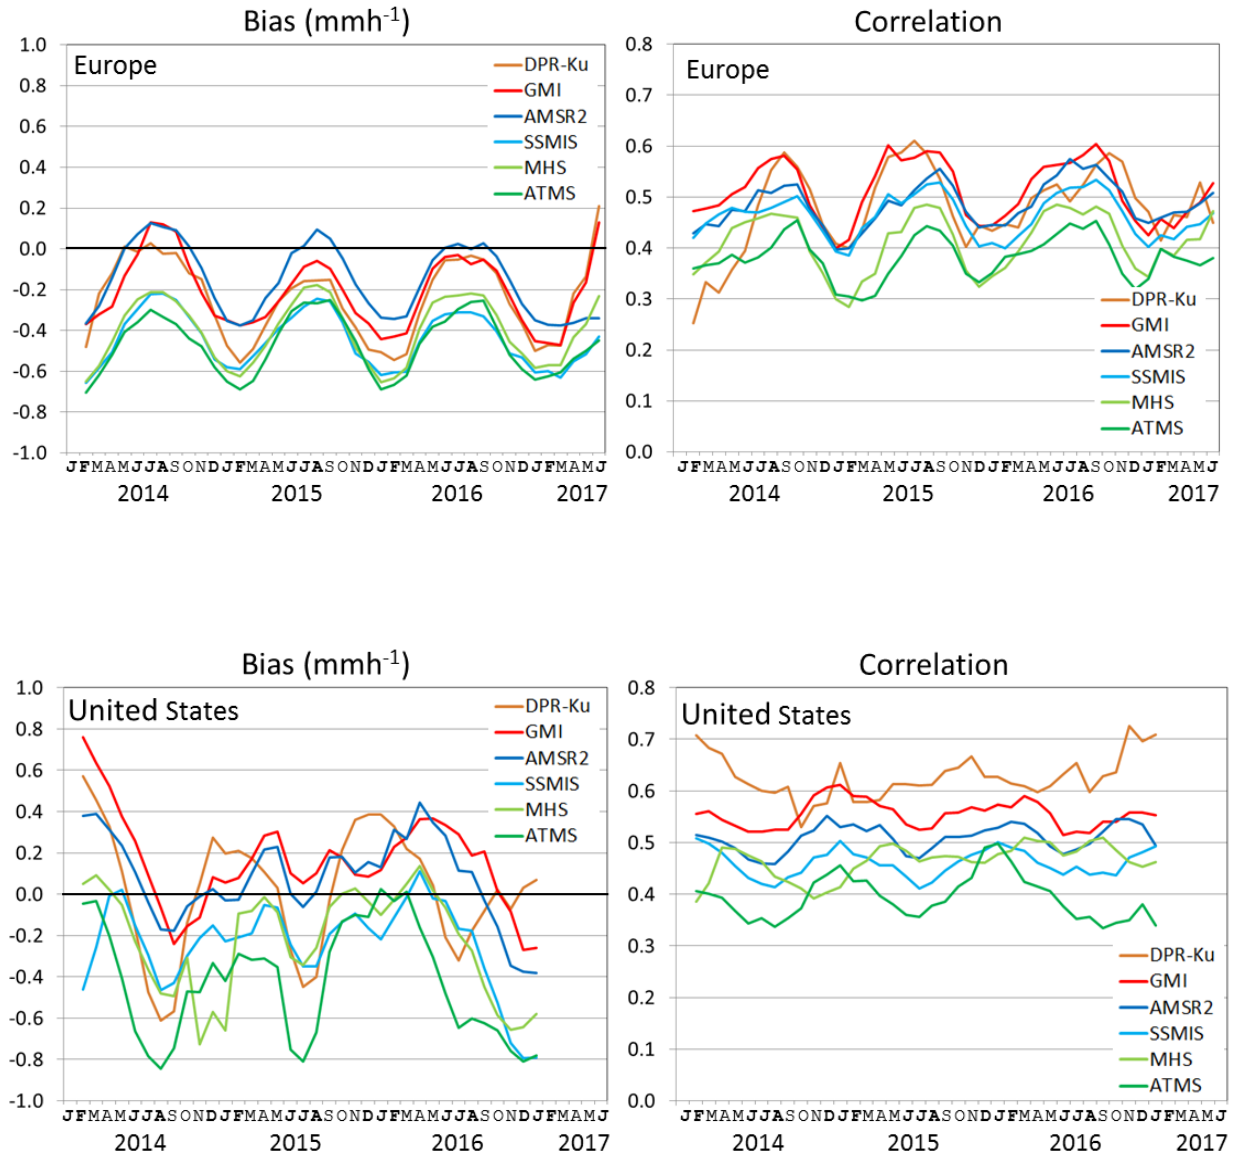 Bias (mmh-1)
Correlation
1.0
0.8
0.6
0.4
0.2
0.0
-0.2
-0.4
-0.6
-0.8
-1.0
Europe
DPR-Ku
GMI
AMSR2
SSMIS
MHS
ATMS
J F M A M J J A S O N D J F M A M J J A S O N D J F M A M J J A S O N D J F M A M J
2014 2015 2016 2017
0.8
0.7
0.6
0.5
0.4
0.3
0.2
0.1
0.0
Europe
DPR-Ku
GMI
AMSR2
SSMIS
MHS
ATMS
J F M A M J J A S O N D J F M A M J J A S O N D J F M A M J J A S O N D J F M A M J
2014 2015 2016 2017
Bias (mmh-1)
Correlation
1.0
0.8
0.6
0.4
0.2
0.0
-0.2
-0.4
-0.6
-0.8
-1.0
United States
DPR-Ku
GMI
AMSR2
SSMIS
MHS
ATMS
J F M A M J J A S O N D J F M A M J J A S O N D J F M A M J J A S O N D J F M A M J
2014 2015 2016 2017
0.8
0.7
0.6
0.5
0.4
0.3
0.2
0.1
0.0
United States
DPR-Ku
GMI
AMSR2
SSMIS
MHS
ATMS
J F M A M J J A S O N D J F M A M J J A S O N D J F M A M J J A S O N D J F M A M J
2014 2015 2016 2017